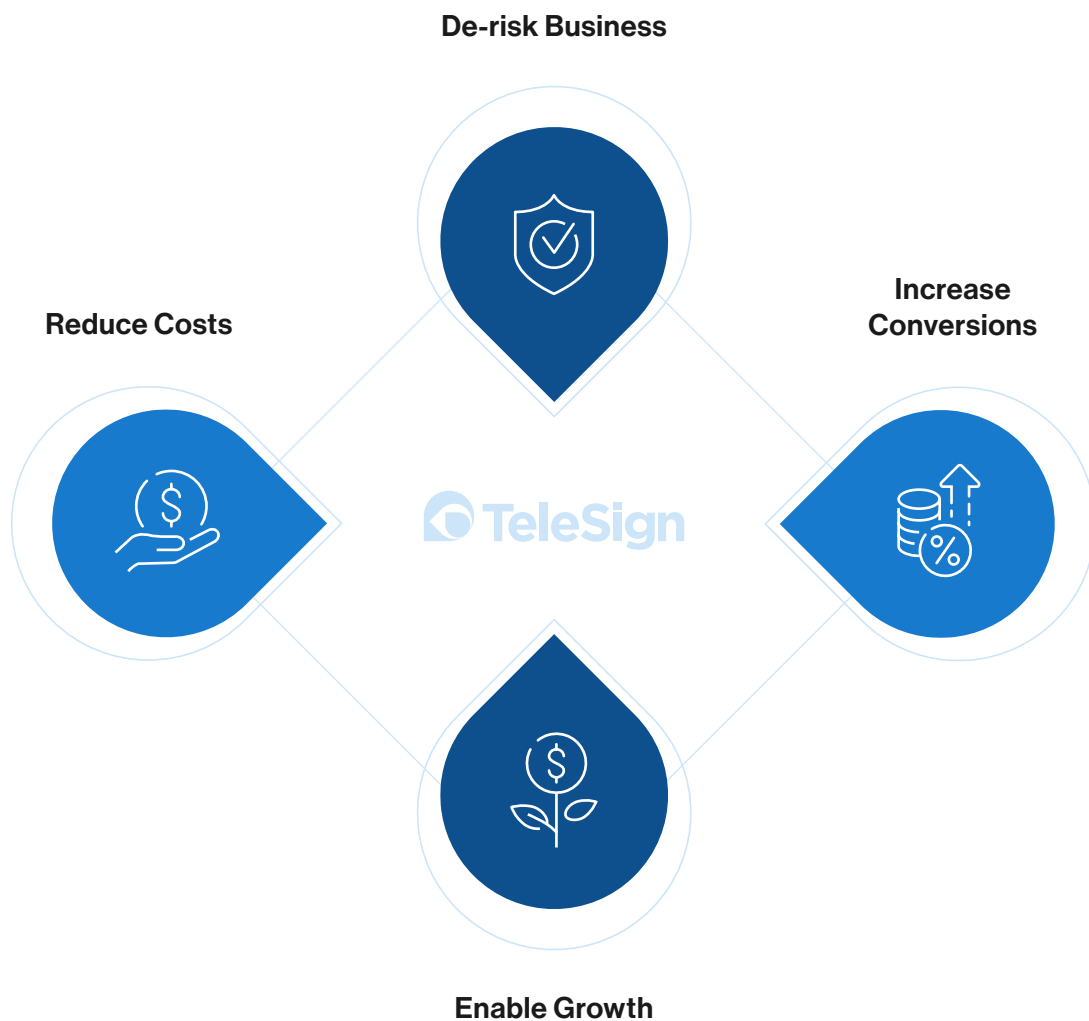 De-risk Business
Increase
Conversions
Reduce Costs
TeleSign
Enable Growth